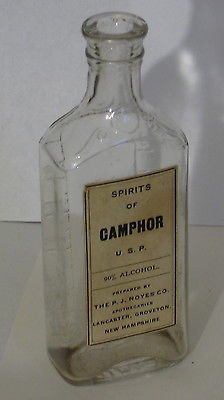 SPIRITS
OF
CAMPHOR
U. S. P.
90% ALCOHOL.
PREPARED BY
THE P. J. NOYES CO.
APOTHECARIES
LANCASTER, GROVETON,
NEW HAMPSHIRE